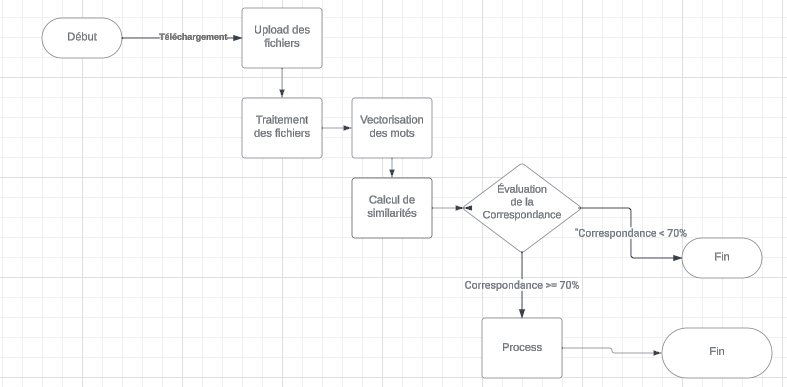 Début
Téléchargement
Upload des
fichiers
Traitement
des fichiers
Vectorisation
des mots
Calcul de
similarités
Évaluation
de la
Correspondance
"Correspondance < 70%
Fin
Correspondance >= 70%
Process
Fin